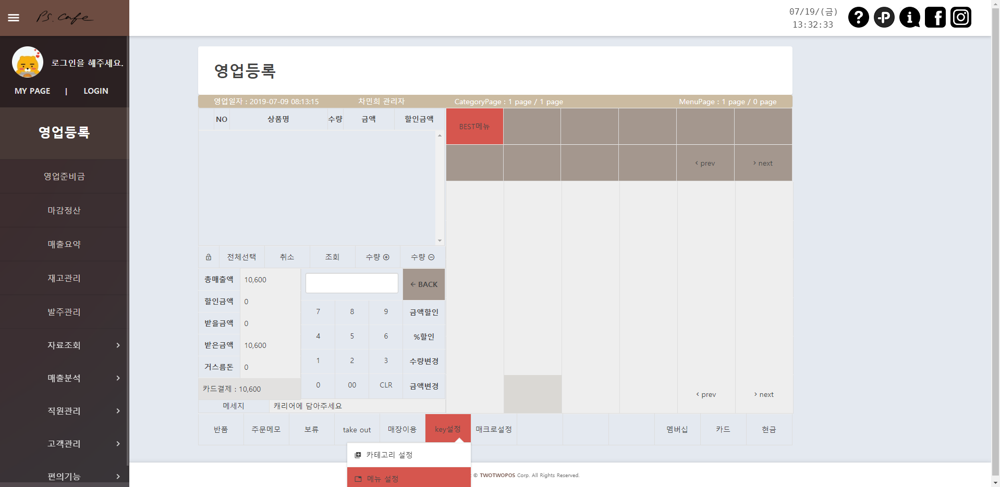 P.S. Cafe
07/19/(금)
13:32:33
로그인을 해주세요.
MY PAGE | LOGIN
영업등록
영업준비금
마감정산
매출요약
재고관리
발주관리
자료조회
매출분석
직원관리
고객관리
편의기능
영업등록
영업일자 : 2019-07-09 08:13:15 차민희 관리자 CategoryPage : 1 page / 1 page MenuPage : 1 page / 0 page
NO 상품명 수량 금액 할인금액
BEST메뉴
prev next
전체선택 취소 조회 수량 수량
총매출액 10,600
할인금액 0
받을금액 0
받은금액 10,600
거스름돈 0
카드결제 : 10,600
BACK
7 8 9 금액할인
4 5 6 %할인
1 2 3 수량변경
0 00 CLR 금액변경
메세지 캐리어에 담아주세요
prev next
반품 주문메모 보류 take out 매장이용 key설정 매크로설정 멤버십 카드 현금
카테고리 설정
메뉴 설정
© TWOTWOPOS Corp. All Rights Reserved.